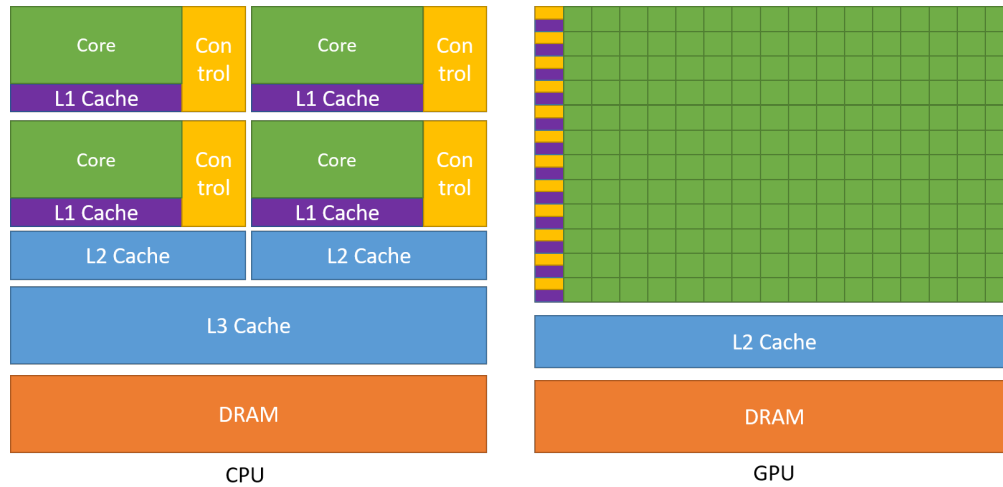 Core
Con
trol
L1 Cache
Core
Con
trol
L1 Cache
Core
Con
trol
L1 Cache
Core
Con
trol
L1 Cache
L2 Cache
L2 Cache
L3 Cache
DRAM
CPU
L2 Cache
DRAM
GPU